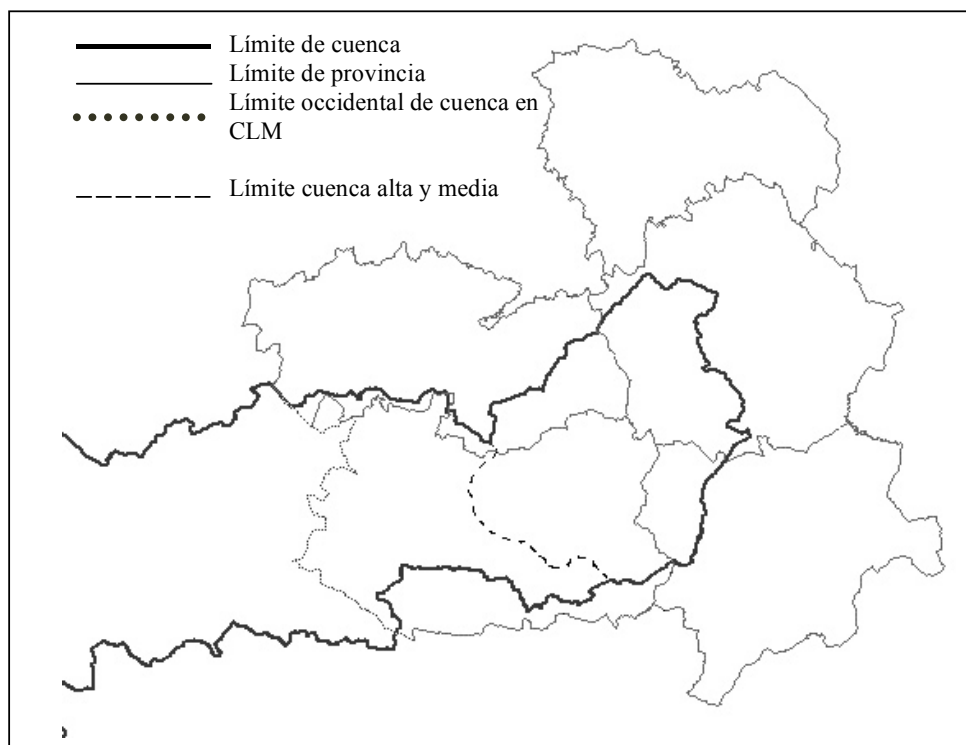 Límite de cuenca
Límite de provincia
Límite occidental de cuenca en
CLM
Límite cuenca alta y media